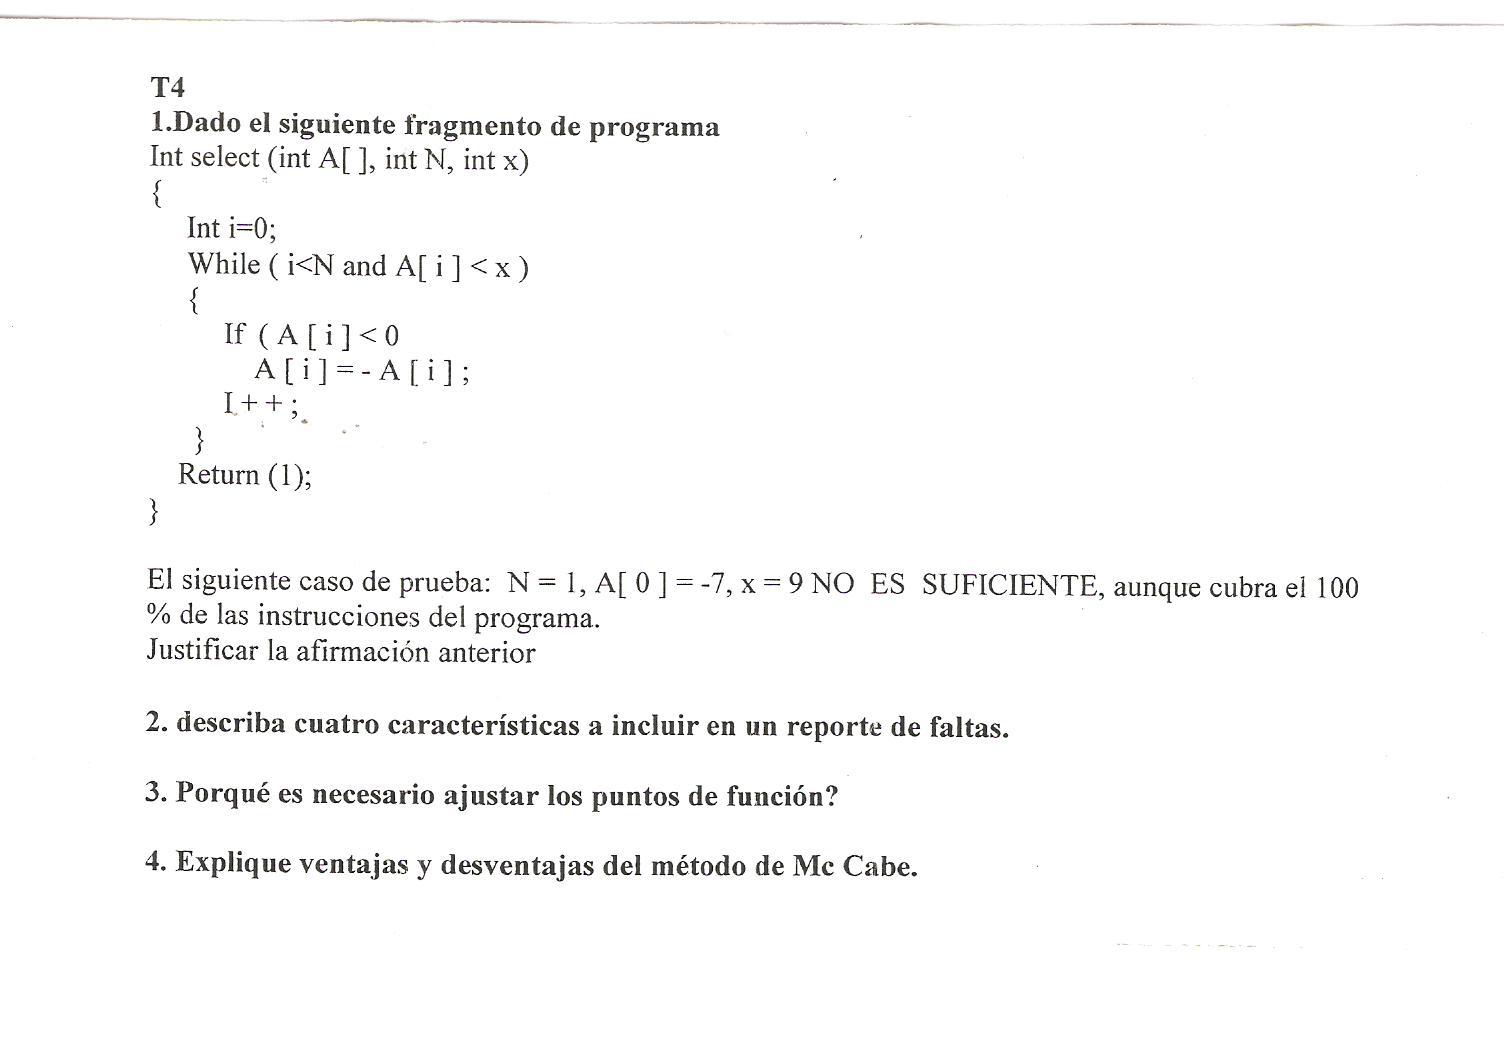 T4
1.Dado el siguiente fragmento de programa
Int select (int A[ ], int N, int x)
{
Int i=0;
While ( i<N and A[ i ] < x )
{
If ( A [ i ] < 0
A [ i ] = - A [ i ] ;
I + + ;
}
Return (1);
}
El siguiente caso de prueba: N = 1, A[ 0 ] = -7, x = 9 NO ES SUFICIENTE, aunque cubra el 100
% de las instrucciones del programa.
Justificar la afirmación anterior
2. describa cuatro características a incluir en un reporte de faltas.
3. Porqué es necesario ajustar los puntos de función?
4. Explique ventajas y desventajas del método de Mc Cabe.